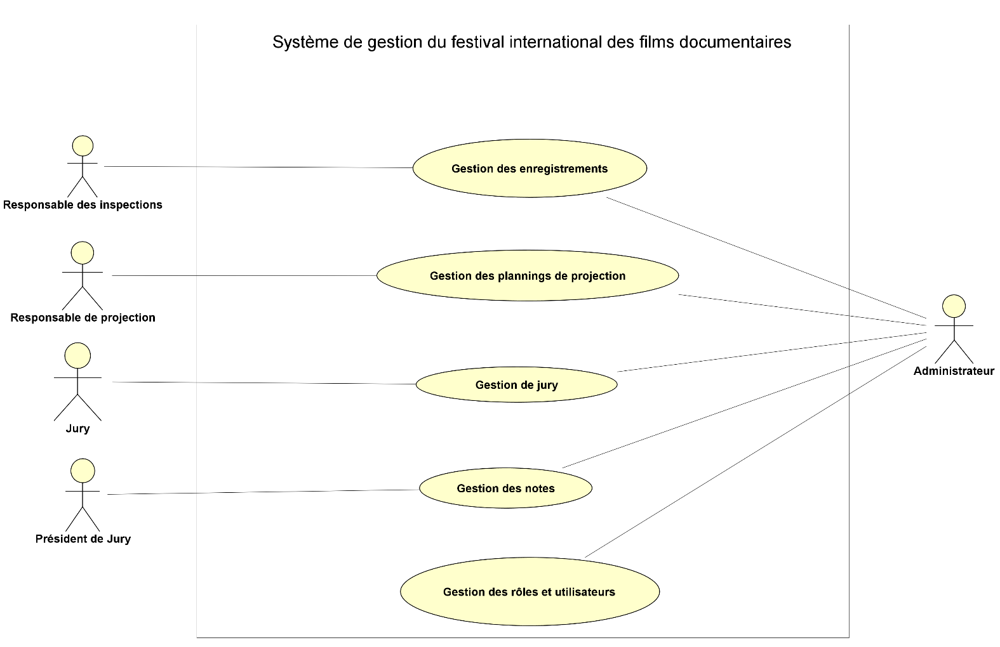 Système de gestion du festival international des films documentaires
Gestion des enregistrements
Responsable des inspections
Gestion des plannings de projection
Responsable de projection
Administrateur
Gestion de jury
Jury
Gestion des notes
Président de Jury
Gestion des rôles et utilisateurs